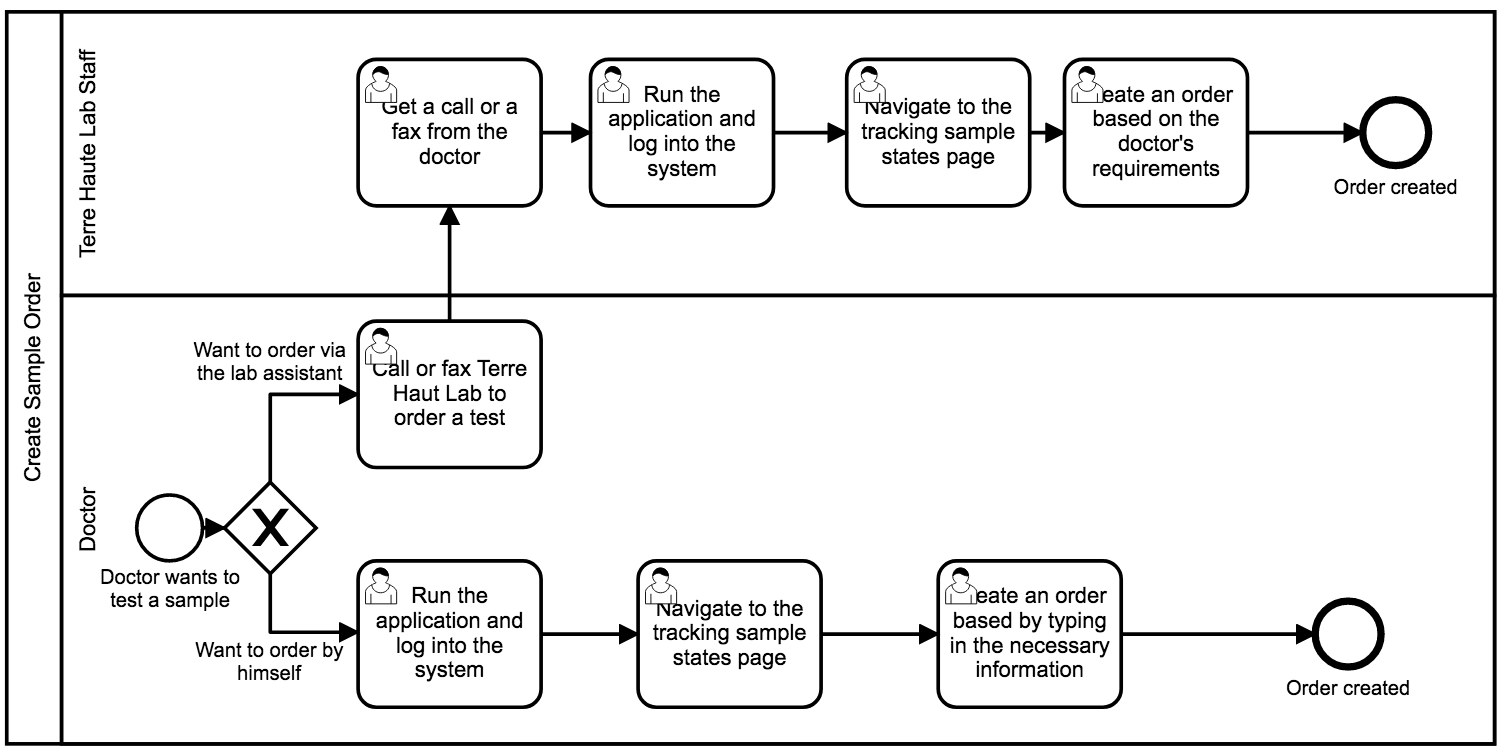 Create Sample Order
Terre Haute Lab Staff
Get a call or a
fax from the
doctor
Run the
application and
log into the
system
Navigate to the
tracking sample
states page
eate an order
based on the
doctor's
requirements
Order created
Doctor
Doctor wants to
test a sample
X
Want to order via
the lab assistant
Call or fax Terre
Haut Lab to
order a test
Want to order by
himself
Run the
application and
log into the
system
Navigate to the
tracking sample
states page
eate an order
based by typing
in the necessary
information
Order created